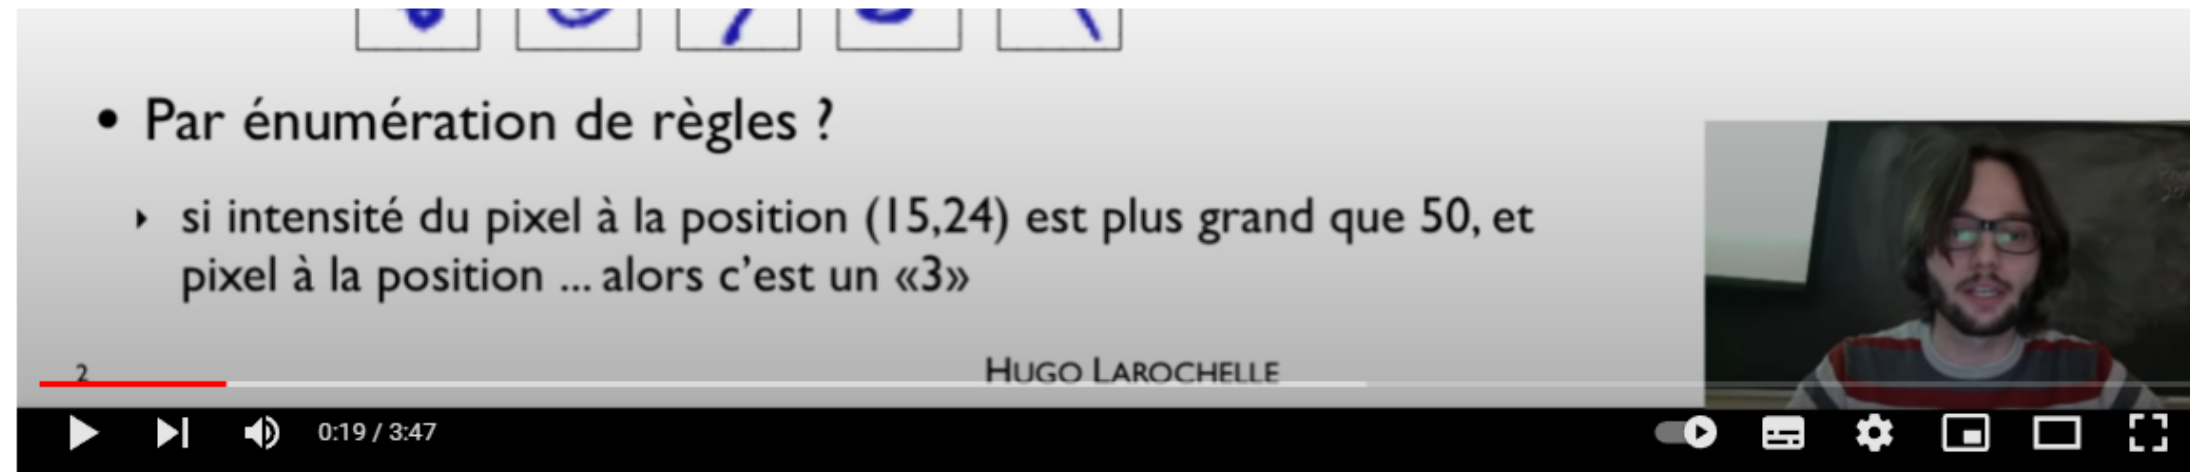 • Par énumération de règles ?
‣ si intensité du pixel à la position (15,24) est plus grand que 50, et
pixel à la position ... alors c’est un «3»
2
HUGO LAROCHELLE
0:19 / 3:47